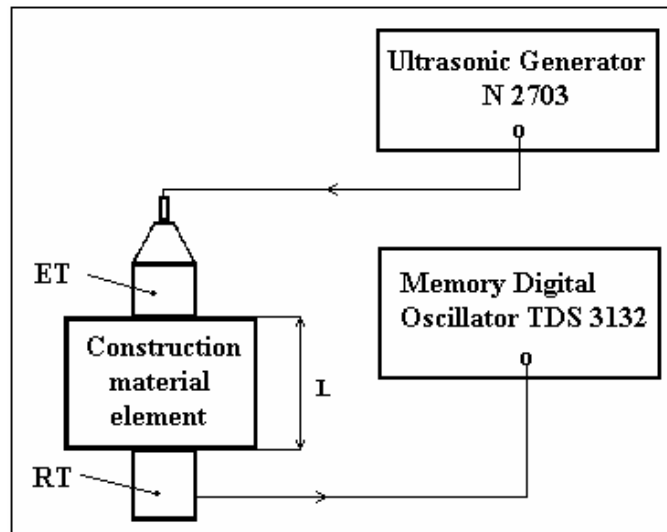 Ultrasonic Generator
N 2703
ET
Memory Digital
Oscillator TDS 3132
Construction
material
element
L
RT